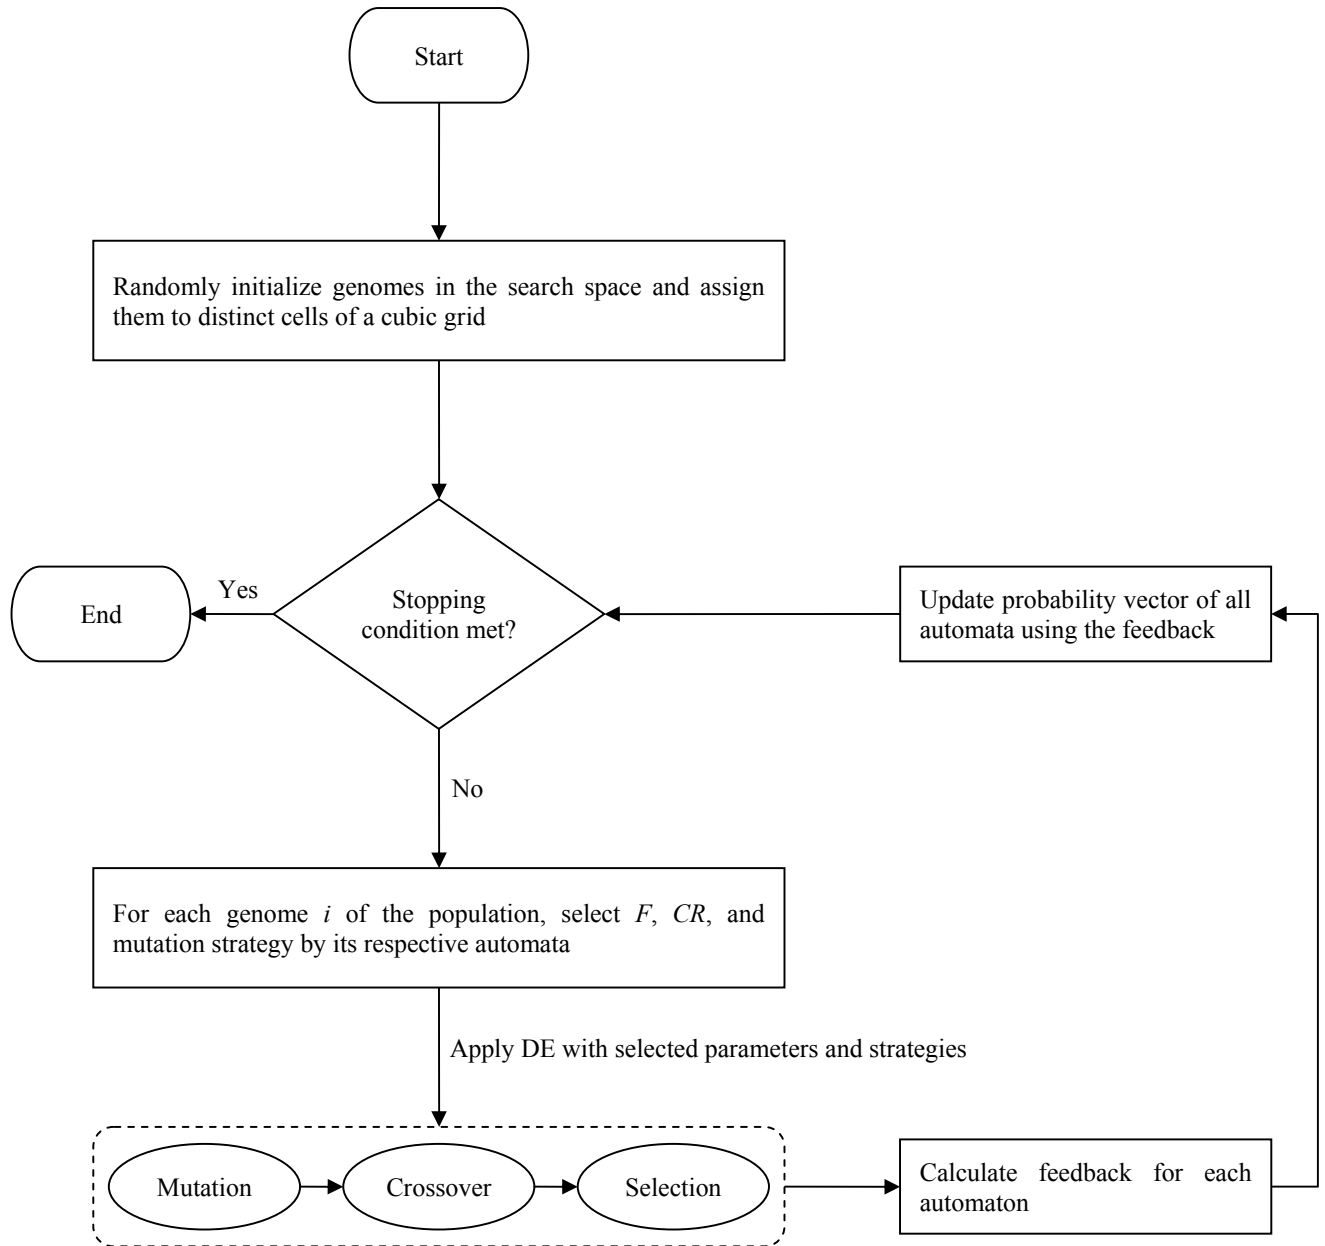 Start
Randomly initialize genomes in the search space and assign
them to distinct cells of a cubic grid
Stopping
condition met?
Yes
End
Update probability vector of all
automata using the feedback
No
For each genome i of the population, select F, CR, and
mutation strategy by its respective automata
Apply DE with selected parameters and strategies
Mutation
Crossover
Selection
Calculate feedback for each
automaton